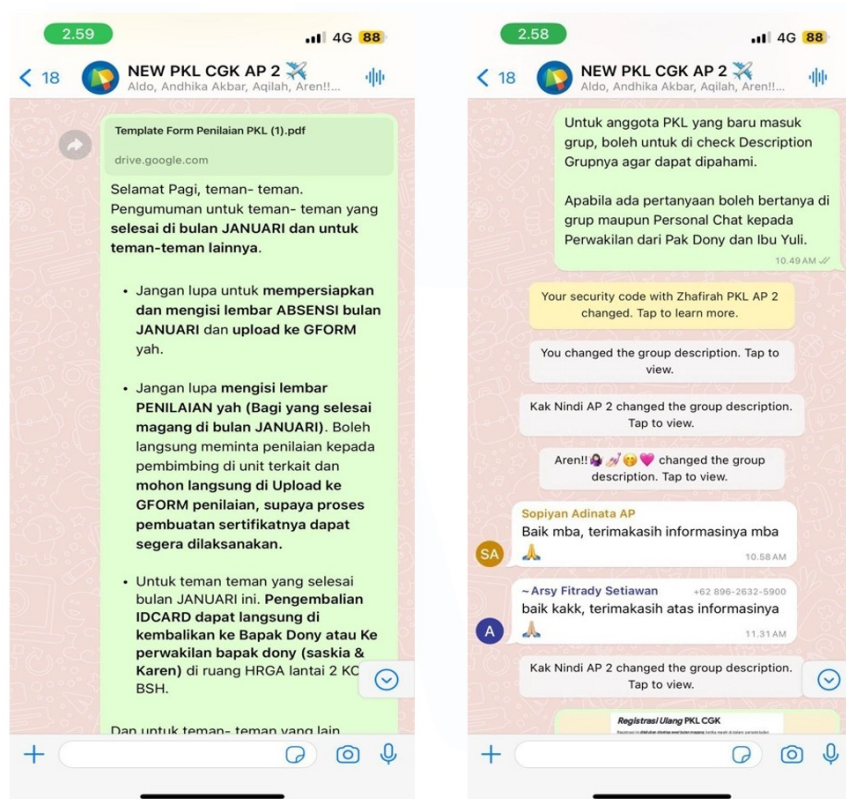 2.59
4G 88
18
NEW PKL CGK AP 2
Aldo, Andhika Akbar, Aqilah, Aren!!...
Template Form Penilaian PKL (1).pdf
drive.google.com
Selamat Pagi, teman- teman.
Pengumuman untuk teman- teman yang
selesai di bulan JANUARI dan untuk
teman-teman lainnya.
• Jangan lupa untuk mempersiapkan
dan mengisi lembar ABSENSI bulan
JANUARI dan upload ke GFORM
yah.
• Jangan lupa mengisi lembar
PENILAIAN yah (Bagi yang selesai
magang di bulan JANUARI). Boleh
langsung meminta penilaian kepada
pembimbing di unit terkait dan
mohon langsung di Upload ke
GFORM penilaian, supaya proses
pembuatan sertifikatnya dapat
segera dilaksanakan.
• Untuk teman teman yang selesai
bulan JANUARI ini. Pengembalian
IDCARD dapat langsung di
kembalikan ke Bapak Dony atau Ke
perwakilan bapak dony (saskia &
Karen) di ruang HRGA lantai 2 KC
BSH.
Dan untuk teman- teman yang lain
2.58
4G 88
18
NEW PKL CGK AP 2
Aldo, Andhika Akbar, Aqilah, Aren!!...
Untuk anggota PKL yang baru masuk
grup, boleh untuk di check Description
Grupnya agar dapat dipahami.
Apabila ada pertanyaan boleh bertanya di
grup maupun Personal Chat kepada
Perwakilan dari Pak Dony dan Ibu Yuli.
10.49 AM
Your security code with Zhafirah PKL AP 2
changed. Tap to learn more.
You changed the group description. Tap to
view.
Kak Nindi AP 2 changed the group description.
Tap to view.
Aren!! changed the group
description. Tap to view.
Sopiyan Adinata AP
Baik mba, terimakasih informasinya mba
SA
10.58 AM
~Arsy Fitrady Setiawan +62 896-2632-5900
baik kakk, terimakasih atas informasinya
A
11.31 AM
Kak Nindi AP 2 changed the group description.
Tap to view.
Registrasi Ulang PKL CGK